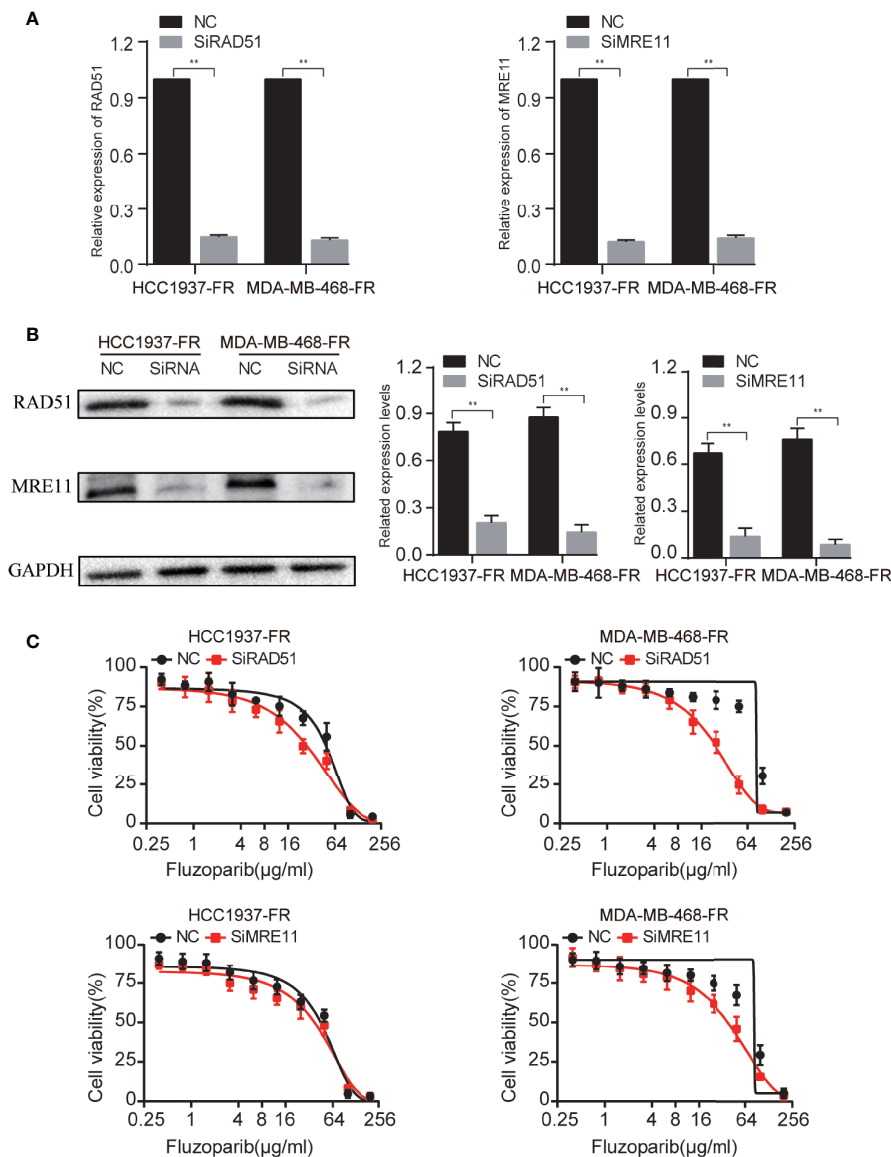 A
NC
SiRAD51
Relative expression of RAD51
1.2
0.9
0.6
0.3
0.0
**
**
HCC1937-FR
MDA-MB-468-FR
NC
SiMRE11
Relative expression of MRE11
1.2
0.9
0.6
0.3
0.0
**
**
HCC1937-FR
MDA-MB-468-FR
B
HCC1937-FR MDA-MB-468-FR
NC SiRNA NC SiRNA
RAD51
MRE11
GAPDH
NC
SiRAD51
Related expression levels
1.2
0.9
0.6
0.3
0.0
**
**
HCC1937-FR
MDA-MB-468-FR
NC
SiMRE11
Related expression levels
1.2
0.9
0.6
0.3
0.0
**
**
HCC1937-FR
MDA-MB-468-FR
C
HCC1937-FR
NC SiRAD51
Cell viability(%)
100
75
50
25
0
0.25 1 4 8 16 64 256
Fluzoparib(μg/ml)
MDA-MB-468-FR
NC SiRAD51
Cell viability(%)
100
75
50
25
0
0.25 1 4 8 16 64 256
Fluzoparib(μg/ml)
HCC1937-FR
NC SiMRE11
Cell viability(%)
100
75
50
25
0
0.25 1 4 8 16 64 256
Fluzoparib(μg/ml)
MDA-MB-468-FR
NC SiMRE11
Cell viability(%)
100
75
50
25
0
0.25 1 4 8 16 64 256
Fluzoparib(μg/ml)